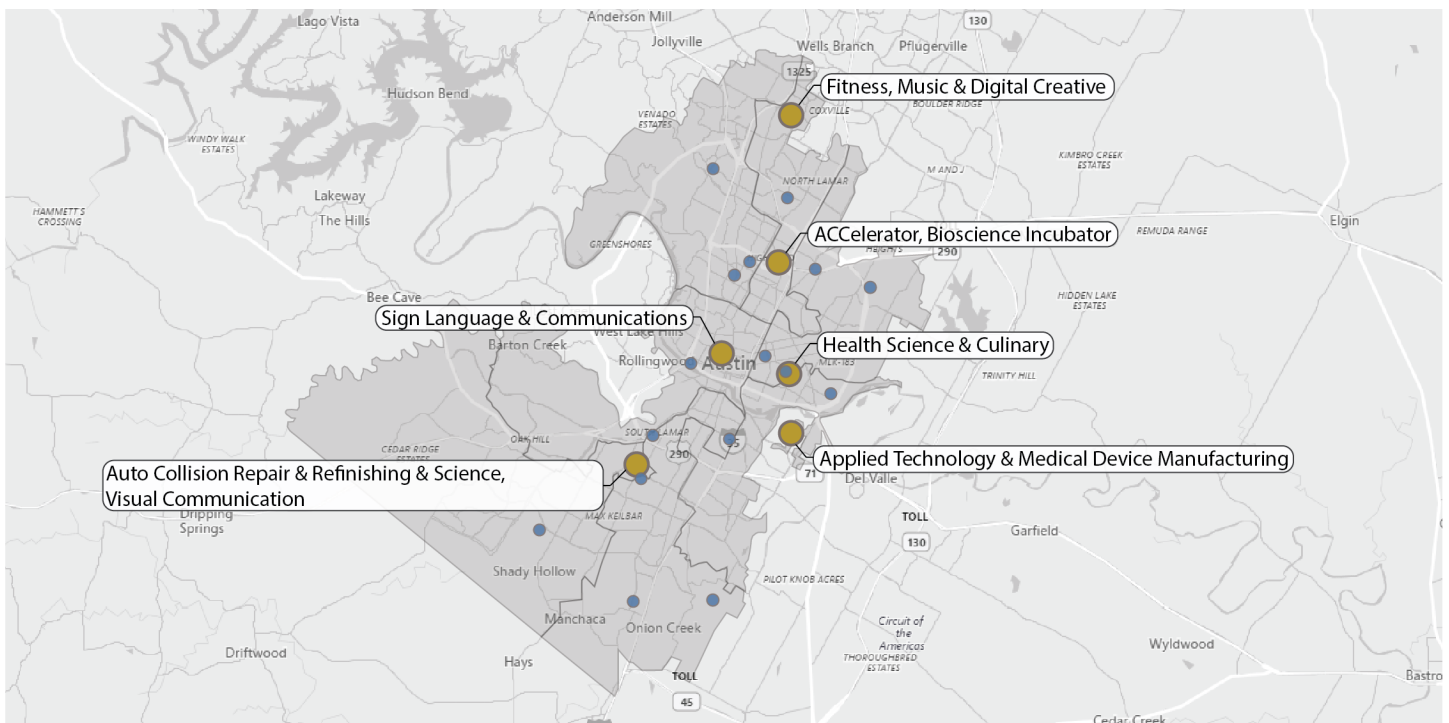 Lago Vista
Anderson Mill
130
Jollyville
Wells Branch
Pflugerville
1325
Fitness, Music & Digital Creative
Hudson Bend
COXVILLE
BOULDER RIDGE
VENADO
ESTATES
WINDY WALK
ESTATES
KIMBRO CREEK
ESTATES
M AND J
NORTH LAMAR
Lakeway
The Hills
HAMMETT'S
CROSSING
Elgin
REMUDA RANGE
ACCelerator, Bioscience Incubator
GREENSHORES
HEIGHTS
290
Bee Cave
HIDDEN LAKE
ESTATES
Sign Language & Communications
West Lake Hills
Barton Creek
Health Science & Culinary
Rollingwoo
Austin
MLK-183
TRINITY HILL
OAK HILL
SOUTH LAMAR
35
CEDAR RIDGE
ESTATES
290
Applied Technology & Medical Device Manufacturing
Auto Collision Repair & Refinishing & Science,
Visual Communication
71
Del Valle
Dripping
Springs
MAX KEILBAR
TOLL
130
Garfield
Shady Hollow
PILOT KNOB ACRES
Manchaca
Onion Creek
Circuit of
the
Americas
THOROUGHBRED
ESTATES
Driftwood
Hays
Wyldwood
TOLL
45
Bastro
Cedar Creek